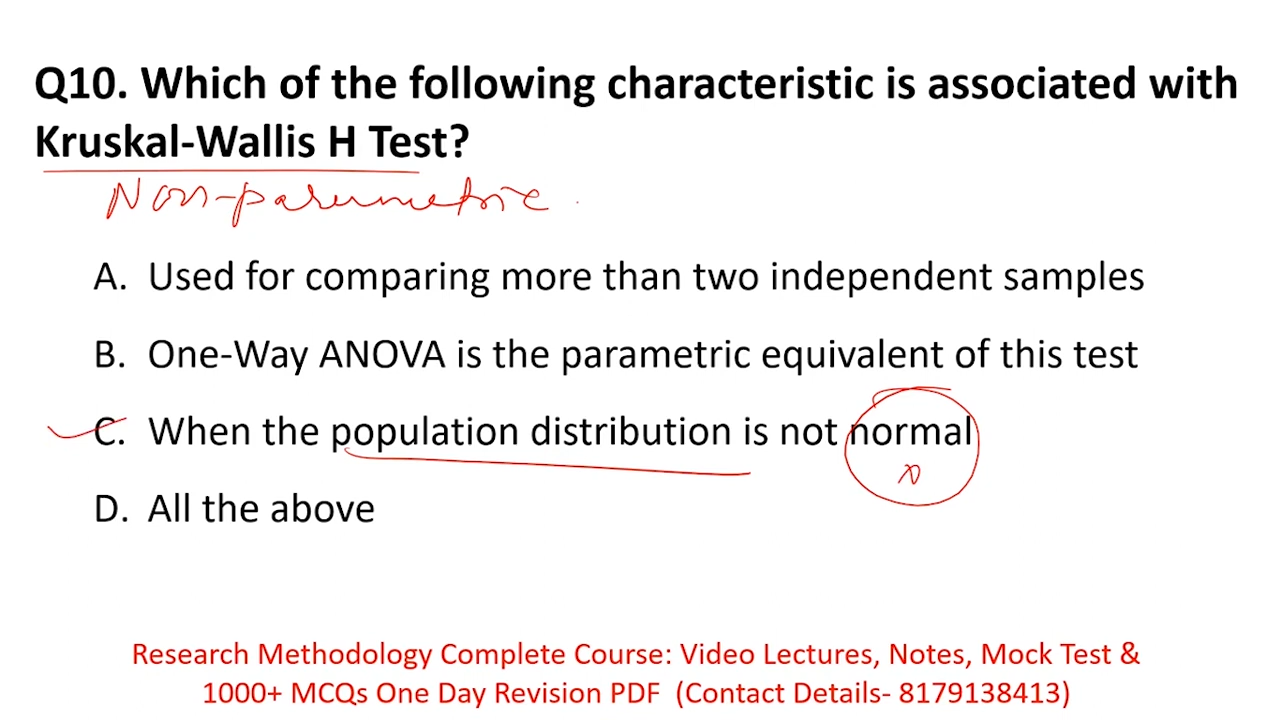 Q10. Which of the following characteristic is associated with
Kruskal-Wallis H Test?
Non-parametric
A. Used for comparing more than two independent samples
B. One-Way ANOVA is the parametric equivalent of this test
C. When the population distribution is not normal
D. All the above
Research Methodology Complete Course: Video Lectures, Notes, Mock Test &
1000+ MCQs One Day Revision PDF (Contact Details- 8179138413)